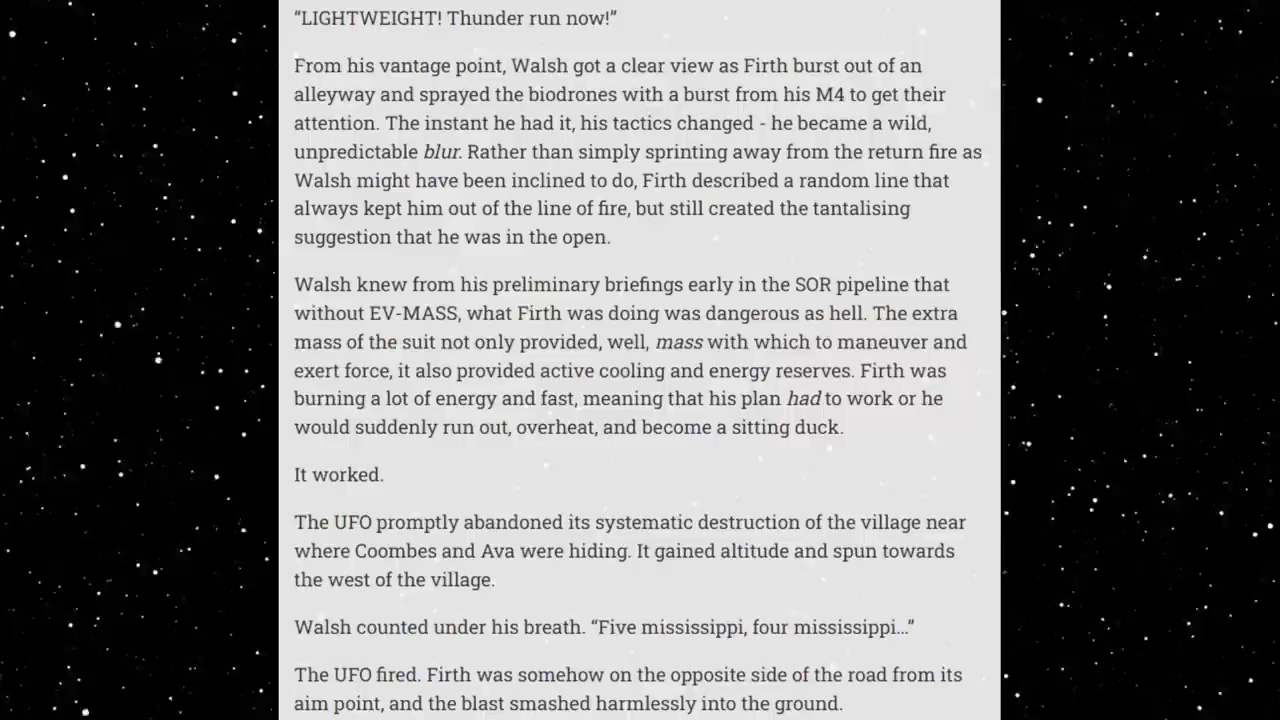 “LIGHTWEIGHT! Thunder run now!”
From his vantage point, Walsh got a clear view as Firth burst out of an
alleyway and sprayed the biodrones with a burst from his M4 to get their
attention. The instant he had it, his tactics changed - he became a wild,
unpredictable blur. Rather than simply sprinting away from the return fire as
Walsh might have been inclined to do, Firth described a random line that
always kept him out of the line of fire, but still created the tantalising
suggestion that he was in the open.
Walsh knew from his preliminary briefings early in the SOR pipeline that
without EV-MASS, what Firth was doing was dangerous as hell. The extra
mass of the suit not only provided, well, mass with which to maneuver and
exert force, it also provided active cooling and energy reserves. Firth was
burning a lot of energy and fast, meaning that his plan had to work or he
would suddenly run out, overheat, and become a sitting duck.
It worked.
The UFO promptly abandoned its systematic destruction of the village near
where Coombes and Ava were hiding. It gained altitude and spun towards
the west of the village.
Walsh counted under his breath. “Five mississippi, four mississippi…”
The UFO fired. Firth was somehow on the opposite side of the road from its
aim point, and the blast smashed harmlessly into the ground.